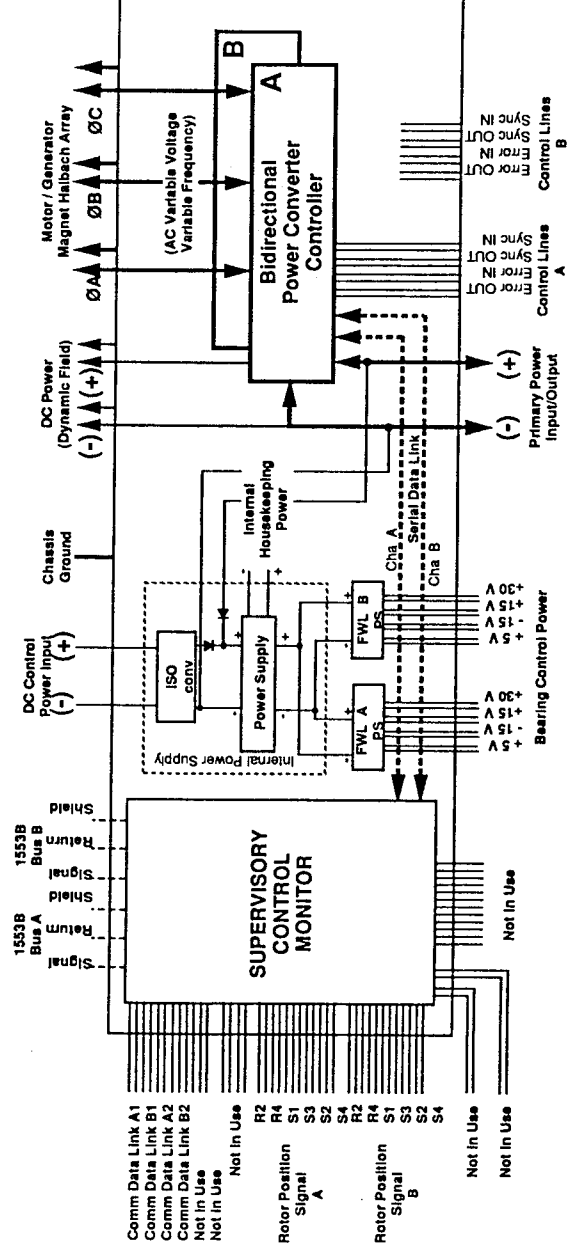 Comm Data Link A1
Comm Data Link B1
Comm Data Link A2
Comm Data Link B2
Not In Use
Not In Use
Not In Use
R2
R4
S1
S3
S2
S4
Rotor Position
Signal
A
R2
R4
S1
S3
S2
S4
Rotor Position
Signal
B
Not In Use
Not In Use
1553B
Bus A
Signal
Return
Shield
1553B
Bus B
Signal
Return
Shield
SUPERVISORY
CONTROL
MONITOR
Not In Use
DC Control
Power Input
(-)
(+)
Chassis
Ground
ISO
conv
Power Supply
Internal Power Supply
+
-
+
-
+
-
+
-
Internal
Housekeeping
Power
FWL A
PS
-
+
FWL B
PS
-
+
+ 5 V
- 15 V
+15 V
+30 V
+ 5 V
- 15 V
+15 V
+30 V
Bearing Control Power
Cha A
Serial Data Link
Cha B
DC Power
(Dynamic Field)
(-)
(+)
Motor / Generator
Magnet Halbach Array
ØA
ØB
ØC
(AC Variable Voltage
Variable Frequency)
B
A
Bidirectional
Power Converter
Controller
(-)
(+)
Primary Power
Input/Output
Error OUT
Error IN
Sync OUT
Sync IN
Control Lines
A
Error OUT
Error IN
Sync OUT
Sync IN
Control Lines
B